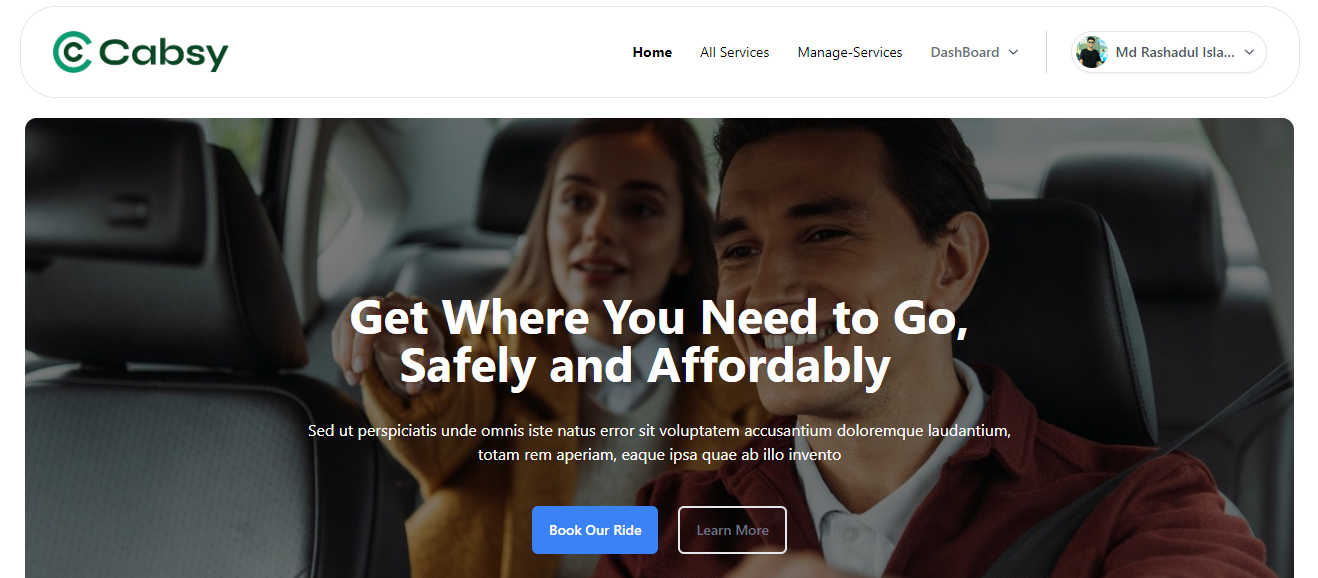 Cabsy
Home
All Services
Manage-Services
DashBoard
Md Rashadul Isla...
Get Where You Need to Go,
Safely and Affordably
Sed ut perspiciatis unde omnis iste natus error sit voluptatem accusantium doloremque laudantium,
totam rem aperiam, eaque ipsa quae ab illo invento
Book Our Ride
Learn More